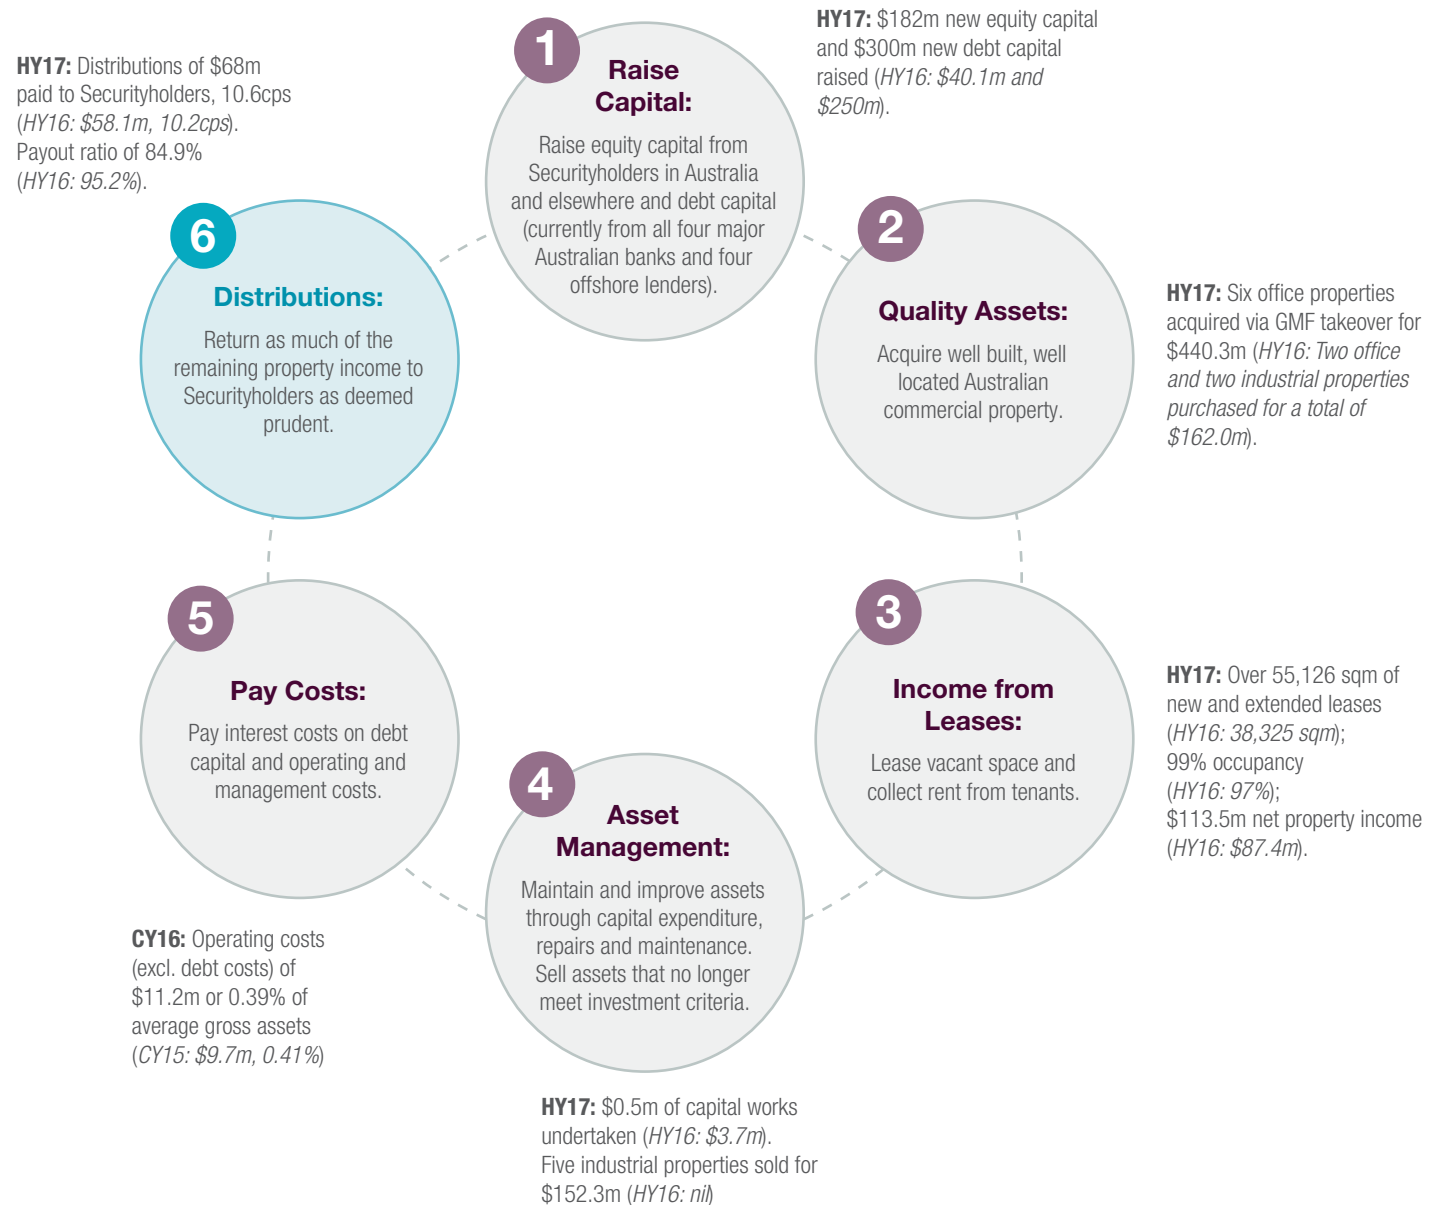 1
Raise
Capital:
Raise equity capital from
Securityholders in Australia
and elsewhere and debt capital
(currently from all four major
Australian banks and four
offshore lenders).
HY17: $182m new equity capital
and $300m new debt capital
raised (HY16: $40.1m and
$250m).
2
Quality Assets:
Acquire well built, well
located Australian
commercial property.
HY17: Six office properties
acquired via GMF takeover for
$440.3m (HY16: Two office
and two industrial properties
purchased for a total of
$162.0m).
3
Income from
Leases:
Lease vacant space and
collect rent from tenants.
HY17: Over 55,126 sqm of
new and extended leases
(HY16: 38,325 sqm);
99% occupancy
(HY16: 97%);
$113.5m net property income
(HY16: $87.4m).
4
Asset
Management:
Maintain and improve assets
through capital expenditure,
repairs and maintenance.
Sell assets that no longer
meet investment criteria.
HY17: $0.5m of capital works
undertaken (HY16: $3.7m).
Five industrial properties sold for
$152.3m (HY16: nil)
5
Pay Costs:
Pay interest costs on debt
capital and operating and
management costs.
CY16: Operating costs
(excl. debt costs) of
$11.2m or 0.39% of
average gross assets
(CY15: $9.7m, 0.41%)
6
Distributions:
Return as much of the
remaining property income to
Securityholders as deemed
prudent.
HY17: Distributions of $68m
paid to Securityholders, 10.6cps
(HY16: $58.1m, 10.2cps).
Payout ratio of 84.9%
(HY16: 95.2%).